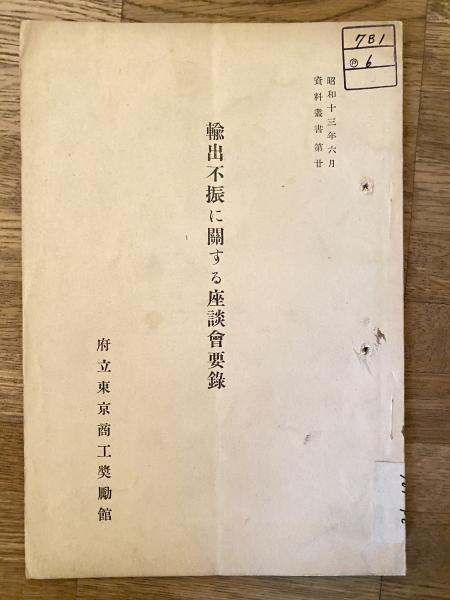 781
6
昭和十三年六月
資料叢書第廿
輸出不振に關する座談會要錄
府立東京商工奬勵館